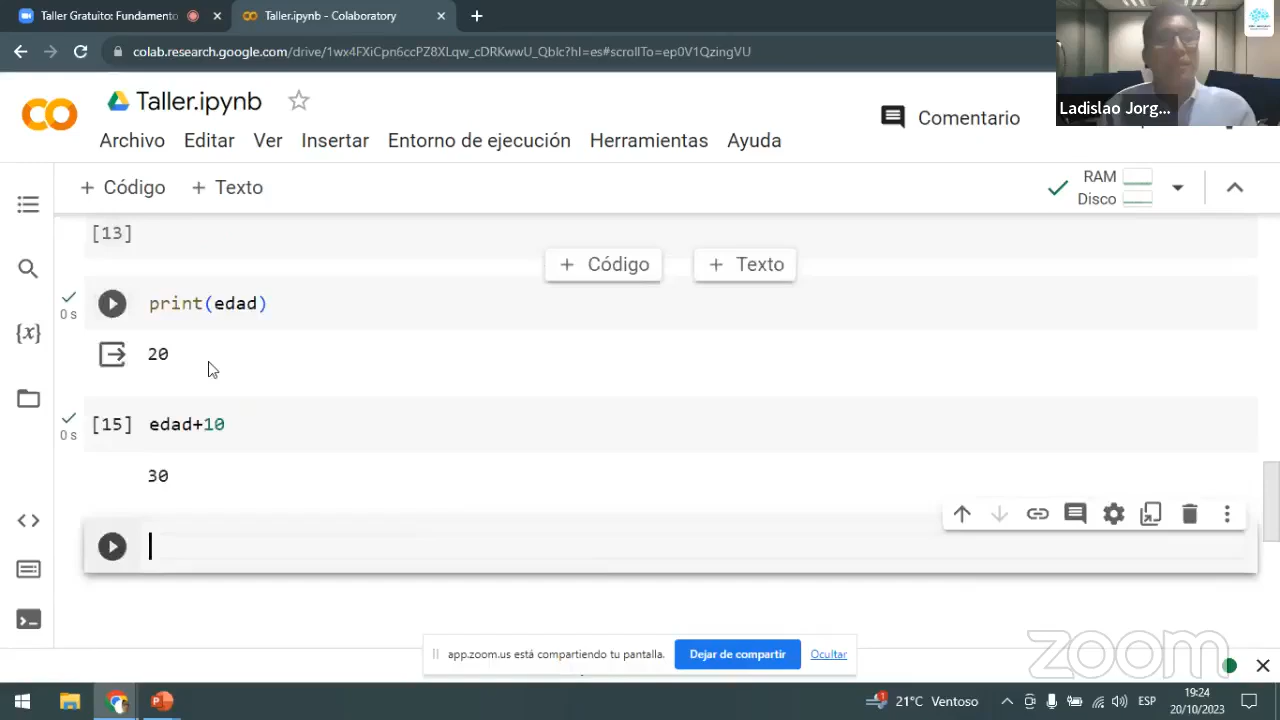 Taller Gratuito: Fundamento
Taller.ipynb - Colaboratory
colab.research.google.com/drive/1wx4FXiCpn6ccPZ8XLqw_cDRKwwU_Qblc?hl=es#scrollTo=ep0V1QzingVU
Ladislao Jorg...
CO
Taller.ipynb
Archivo Editar Ver Insertar Entorno de ejecución Herramientas Ayuda
Comentario
+ Código + Texto
RAM
Disco
[13]
+ Código + Texto
print(edad)
0 s
20
[15] edad+10
0 s
30
{x}
app.zoom.us está compartiendo tu pantalla. Dejar de compartir Ocultar
zoom
21°C Ventoso
ESP
19:24
20/10/2023